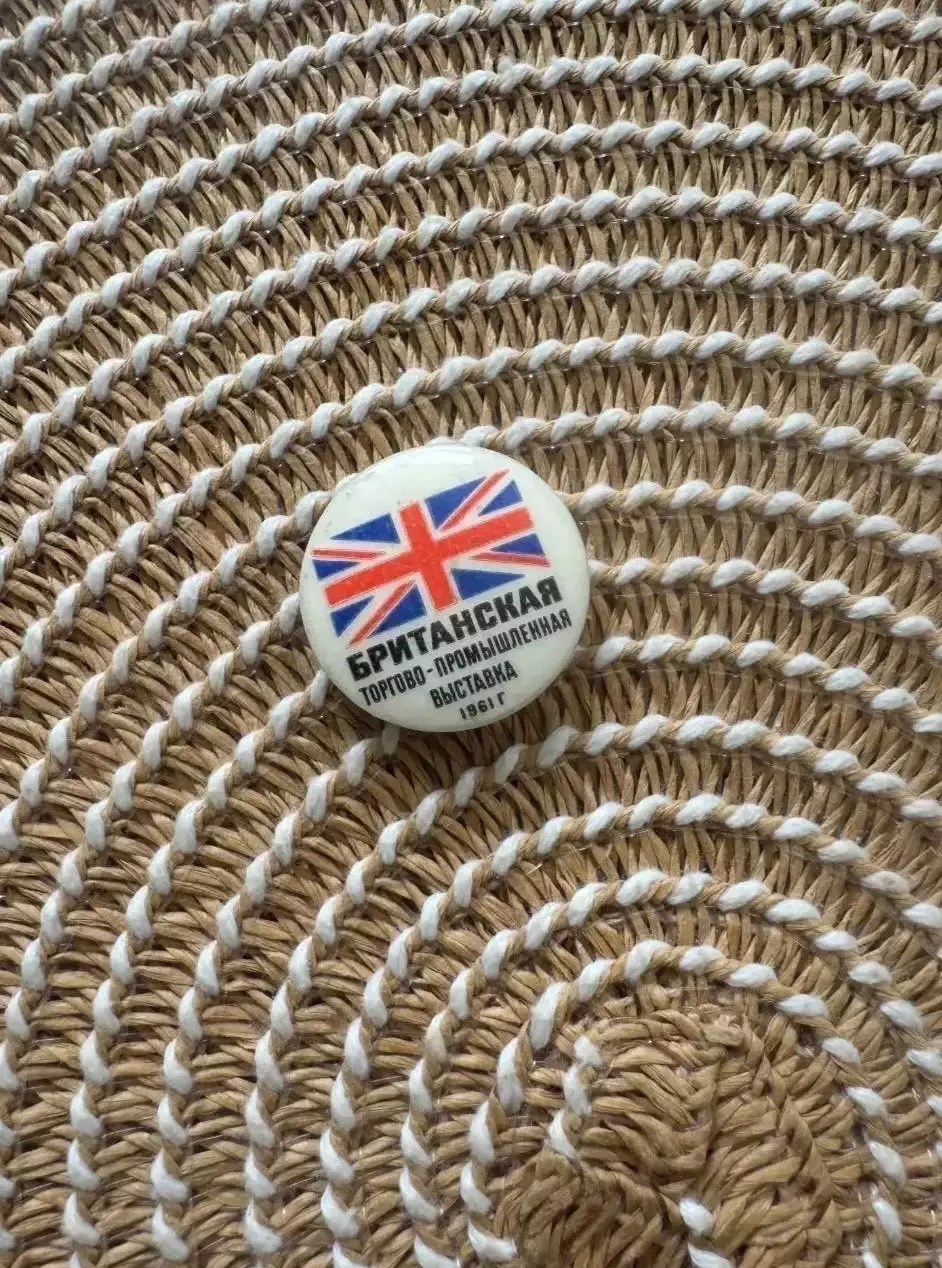 БРИТАНСКАЯ
ТОРГОВО-ПРОМЫШЛЕННАЯ
ВЫСТАВКА
1961 Г